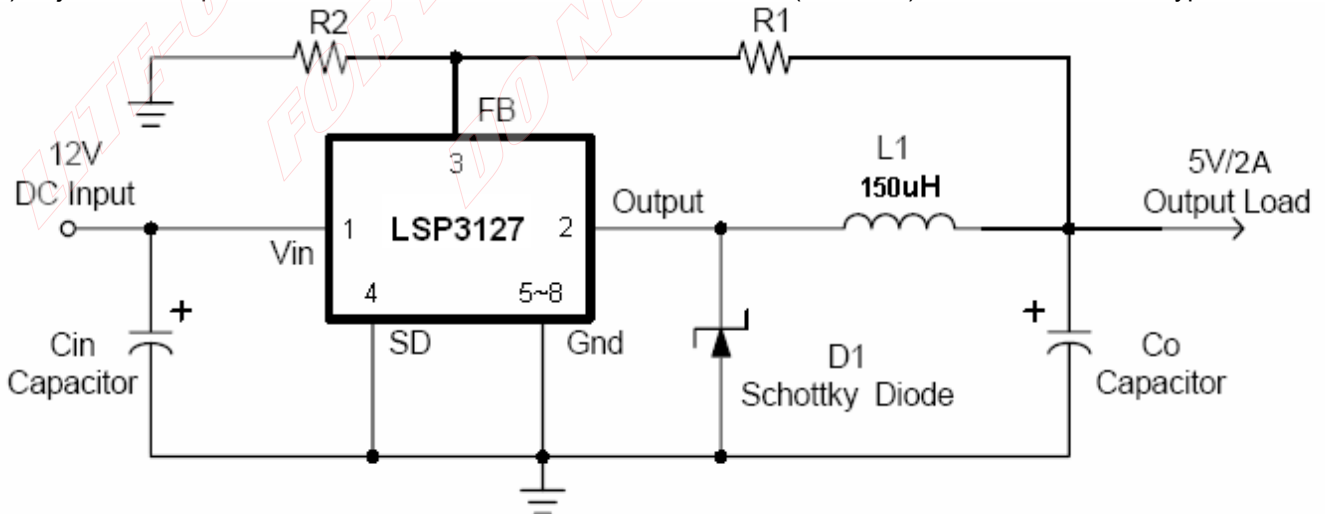 R2
R1
FB
3
12V
DC Input
L1
150uH
5V/2A
Output Load
Output
1
LSP3127
2
Vin
4
5~8
+
SD
Gnd
+
Cin
Capacitor
D1
Schottky Diode
Co
Capacitor